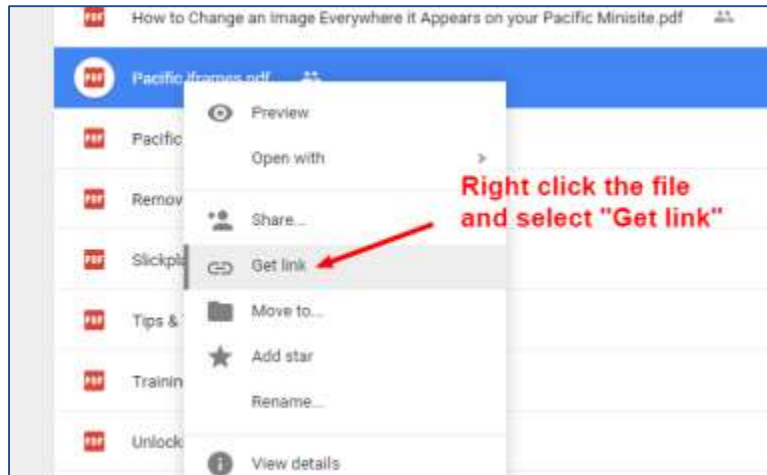 How to Change an Image Everywhere it Appears on your Pacific Minisite.pdf
Pacific iframes.pdf
Preview
Pacific
Open with
Right click the file
and select "Get link"
Remov
Share...
Slickpl
Get link
Move to...
Tips &
Add star
Trainin
Rename...
Unlock
View details